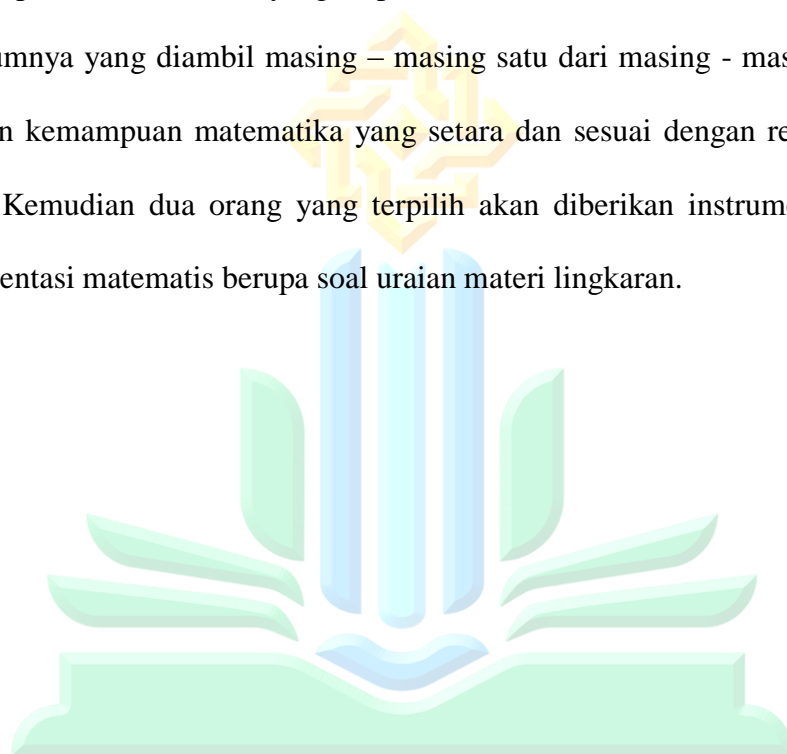 umnya yang diambil masing – masing satu dari masing - mas
n kemampuan matematika yang setara dan sesuai dengan re
Kemudian dua orang yang terpilih akan diberikan instrum
entasi matematis berupa soal uraian materi lingkaran.